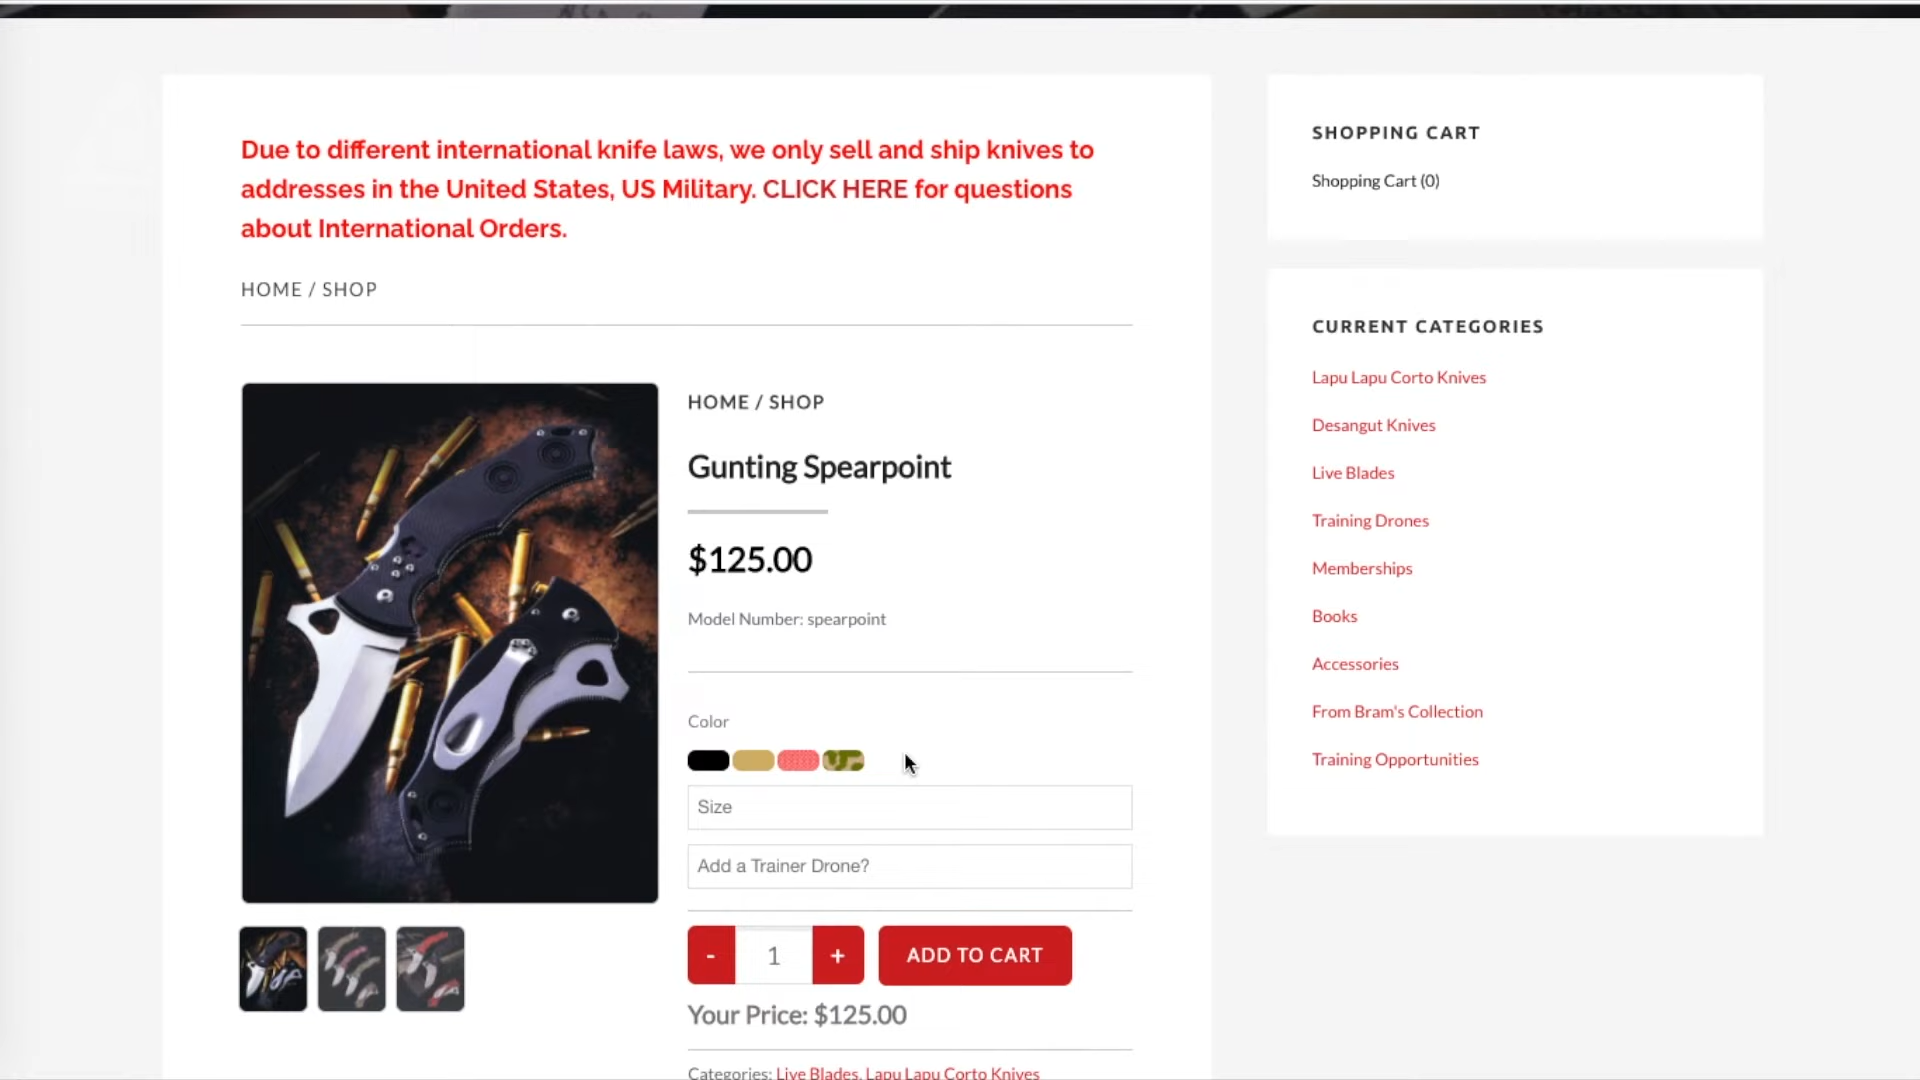 Due to different international knife laws, we only sell and ship knives to
addresses in the United States, US Military. CLICK HERE for questions
about International Orders.
HOME / SHOP
HOME / SHOP
Gunting Spearpoint
$125.00
Model Number: spearpoint
Color
Size
Add a Trainer Drone?
- 1 + ADD TO CART
Your Price: $125.00
Categories: Live Blades, Lapu Lapu Corto Knives
SHOPPING CART
Shopping Cart (0)
CURRENT CATEGORIES
Lapu Lapu Corto Knives
Desangut Knives
Live Blades
Training Drones
Memberships
Books
Accessories
From Bram's Collection
Training Opportunities